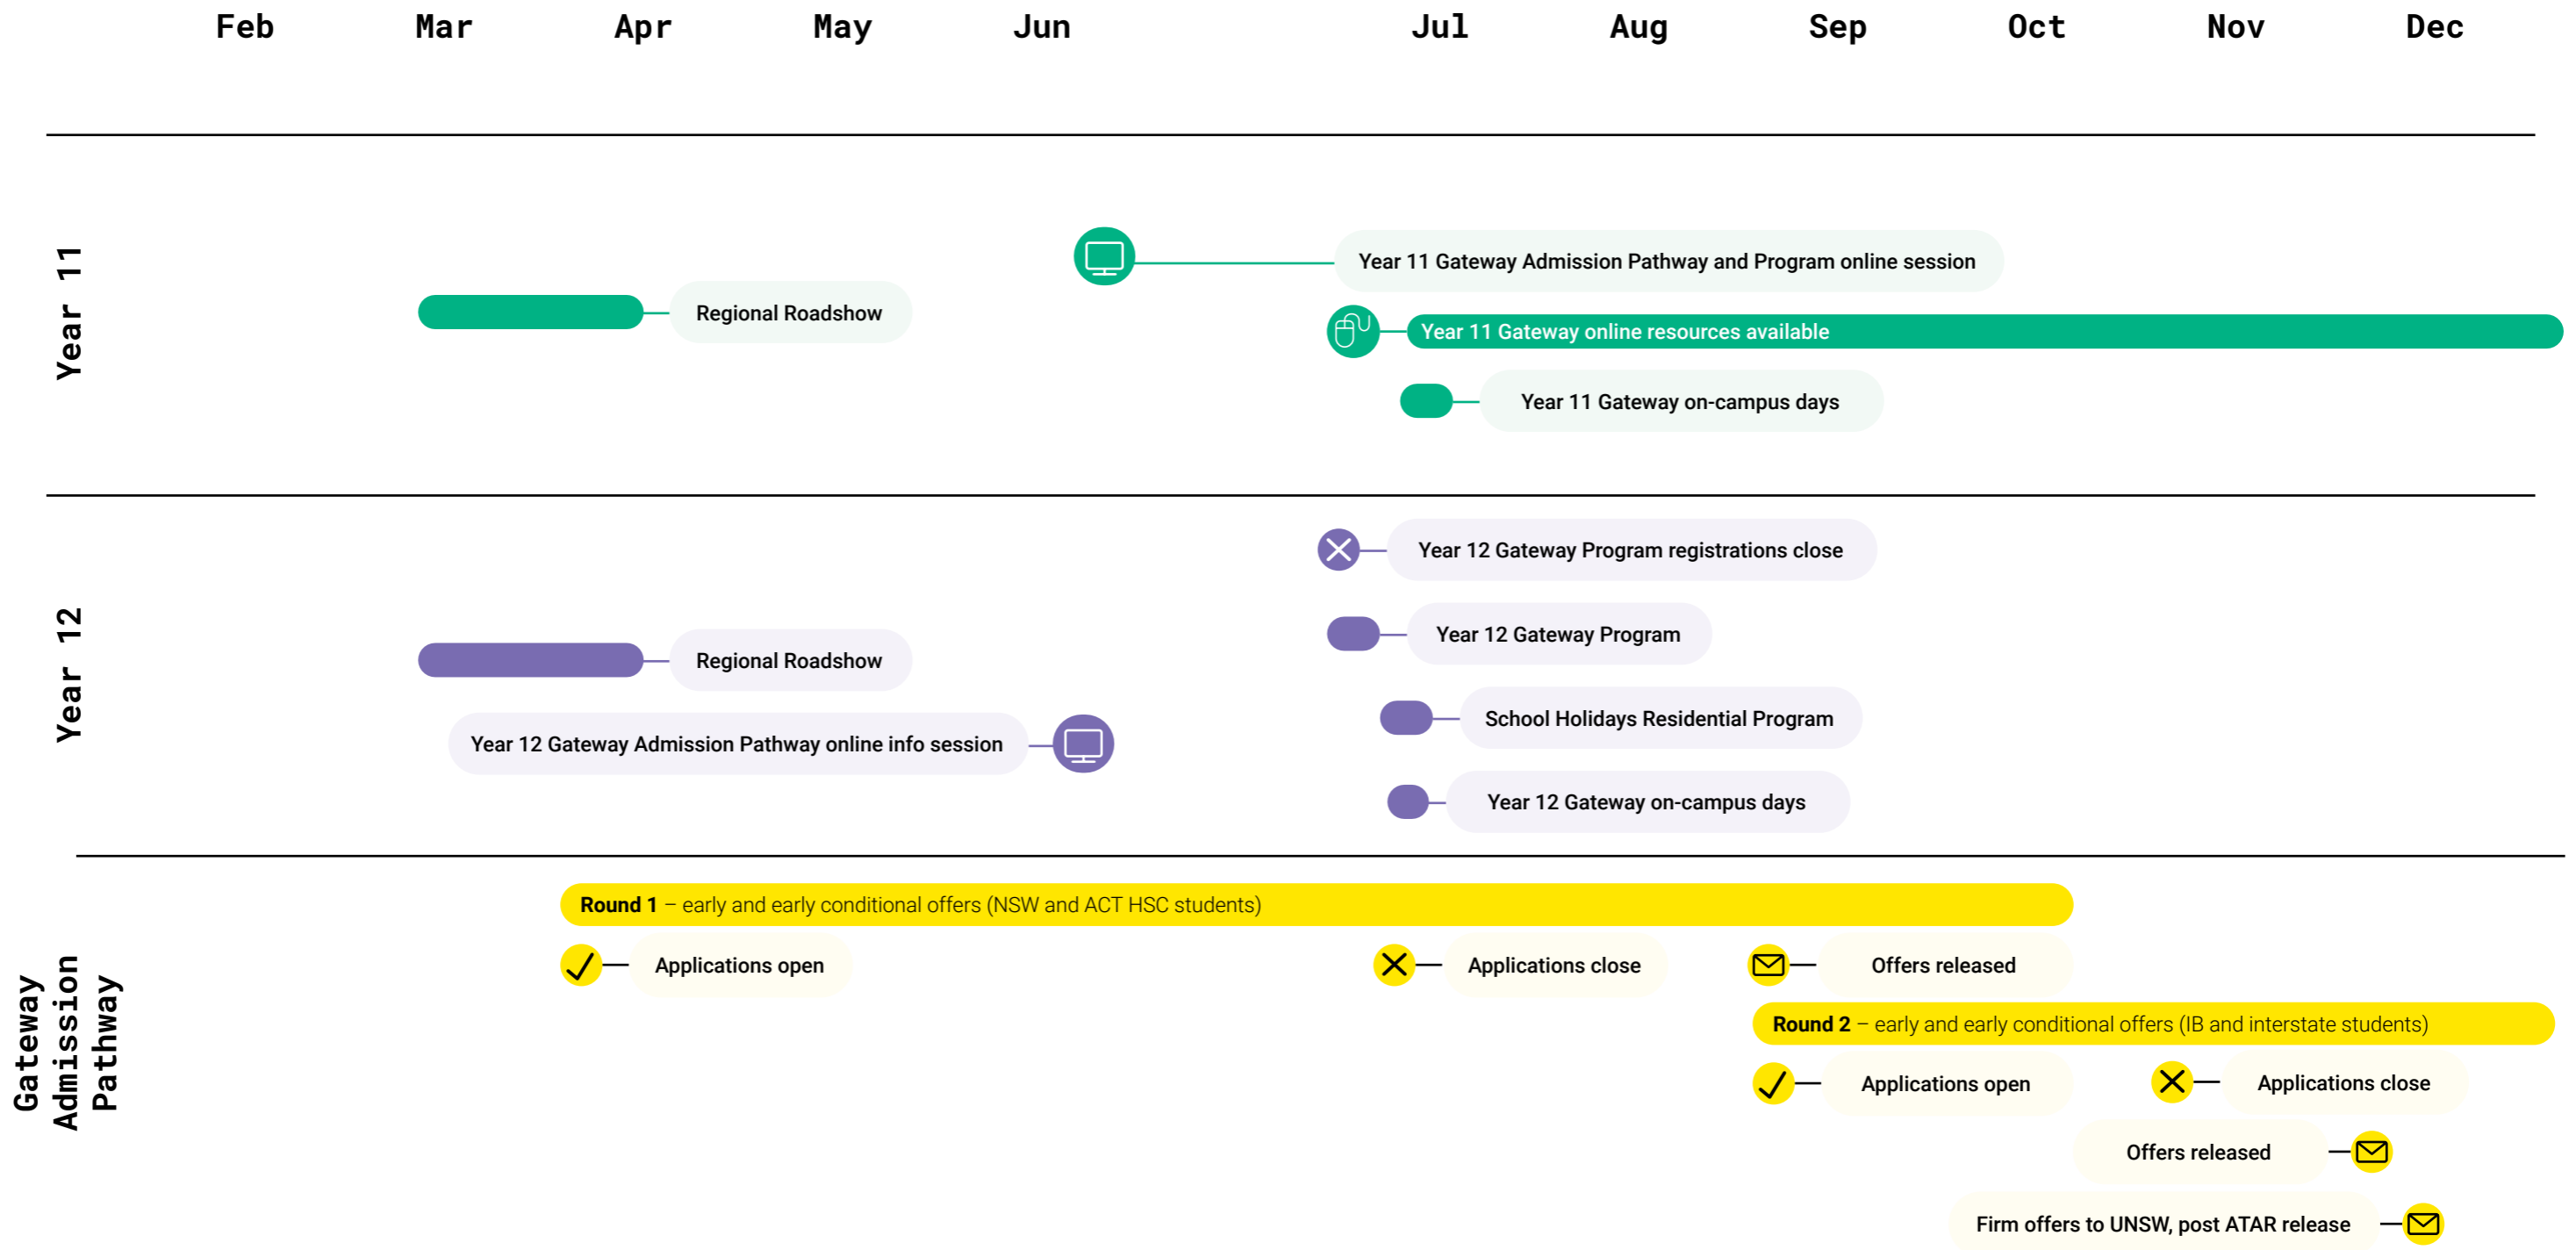 Feb Mar Apr May Jun Jul Aug Sep Oct Nov Dec
Year 11
Year 11 Gateway Admission Pathway and Program online session
Regional Roadshow
Year 11 Gateway online resources available
Year 11 Gateway on-campus days
Year 12
Year 12 Gateway Program registrations close
Year 12 Gateway Program
Regional Roadshow
School Holidays Residential Program
Year 12 Gateway Admission Pathway online info session
Year 12 Gateway on-campus days
Gateway
Admission
Pathway
Round 1 – early and early conditional offers (NSW and ACT HSC students)
Applications open
Applications close
Offers released
Round 2 – early and early conditional offers (IB and interstate students)
Applications open
Applications close
Offers released
Firm offers to UNSW, post ATAR release